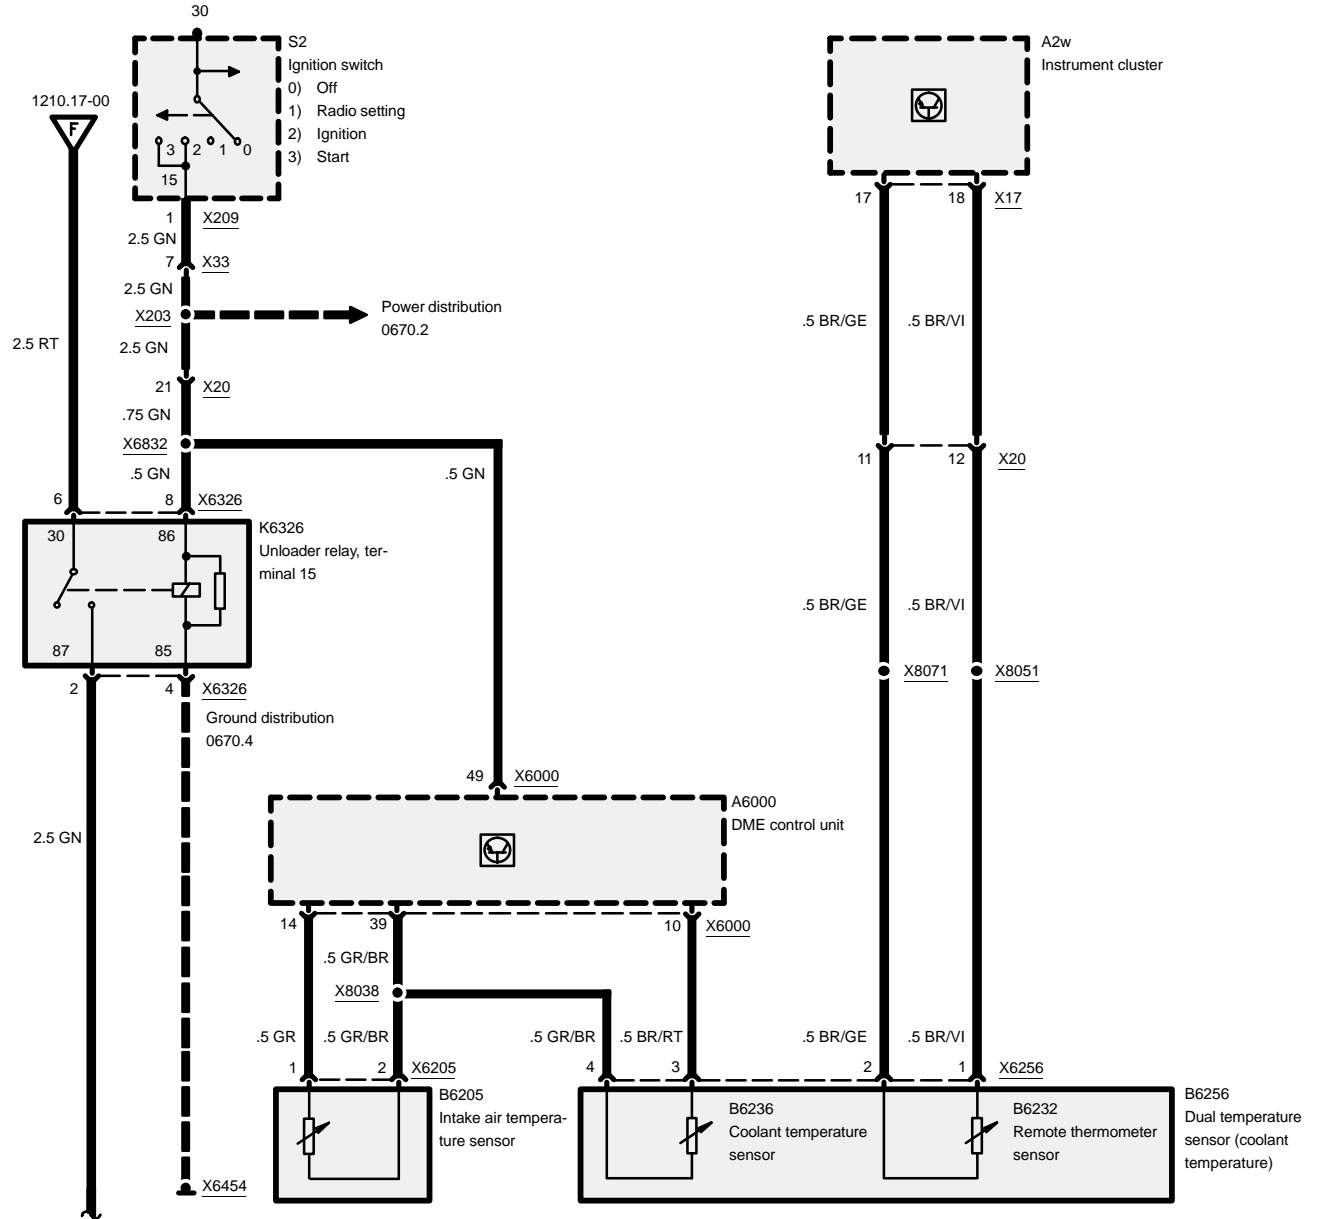 30
S2
Ignition switch
0) Off
1) Radio setting
2) Ignition
3) Start
3 2 1 0
15
1210.17-00
F
A2w
Instrument cluster
1 X209
2.5 GN
7 X33
2.5 GN
X203
Power distribution
0670.2
2.5 RT
2.5 GN
21 X20
.75 GN
X6832
.5 GN
.5 GN
6 8 X6326
30 86
K6326
Unloader relay, ter-
minal 15
87 85
2 4 X6326
Ground distribution
0670.4
2.5 GN
X6454
17 18 X17
.5 BR/GE .5 BR/VI
11 12 X20
.5 BR/GE .5 BR/VI
X8071 X8051
49 X6000
A6000
DME control unit
14 39 10 X6000
.5 GR/BR
X8038
.5 GR .5 GR/BR .5 GR/BR .5 BR/RT .5 BR/GE .5 BR/VI
1 2 X6205 4 3 2 1 X6256
B6205
Intake air tempera-
ture sensor
B6236
Coolant temperature
sensor
B6232
Remote thermometer
sensor
B6256
Dual temperature
sensor (coolant
temperature)